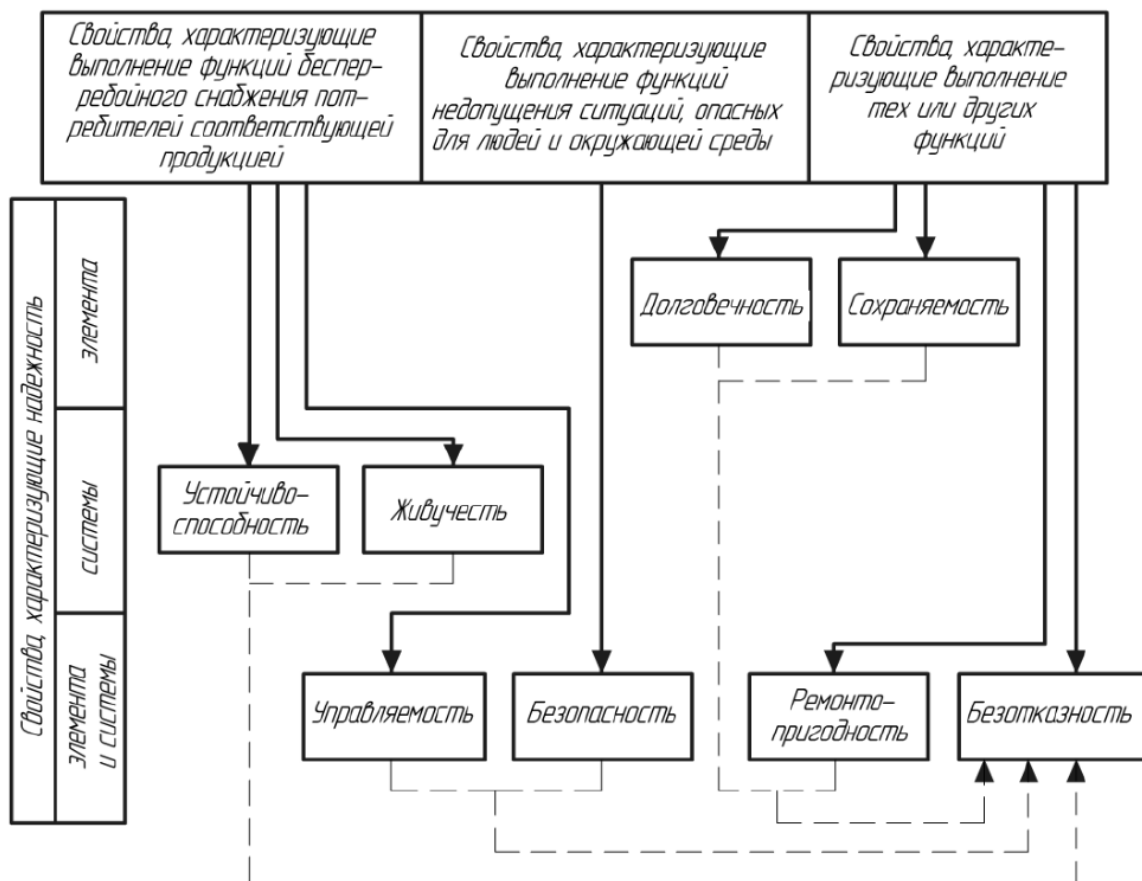 Свойства, характеризующие
выполнение функций беспер-
ребойного снабжения пот-
ребителей соответствующей
продукцией
Свойства, характеризующие
выполнение функций
недопущения ситуаций, опасных
для людей и окружающей среды
Свойства, характе-
ризующие выполнение
тех или других
функций
Свойства, характеризующие надежность
элемента
системы
элемента
и системы
Долговечность
Сохраняемость
Устойчиво-
способность
Живучесть
Управляемость
Безопасность
Ремонто-
пригодность
Безотказность